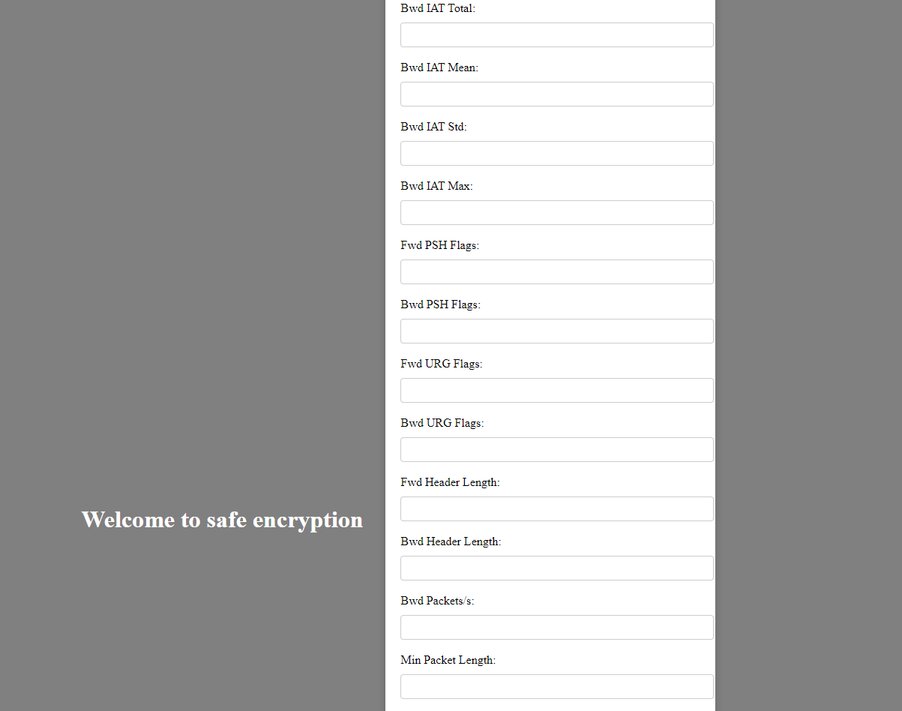 Bwd IAT Total:
Bwd IAT Mean:
Bwd IAT Std:
Bwd IAT Max:
Fwd PSH Flags:
Bwd PSH Flags:
Fwd URG Flags:
Bwd URG Flags:
Fwd Header Length:
Welcome to safe encryption
Bwd Header Length:
Bwd Packets/s:
Min Packet Length: